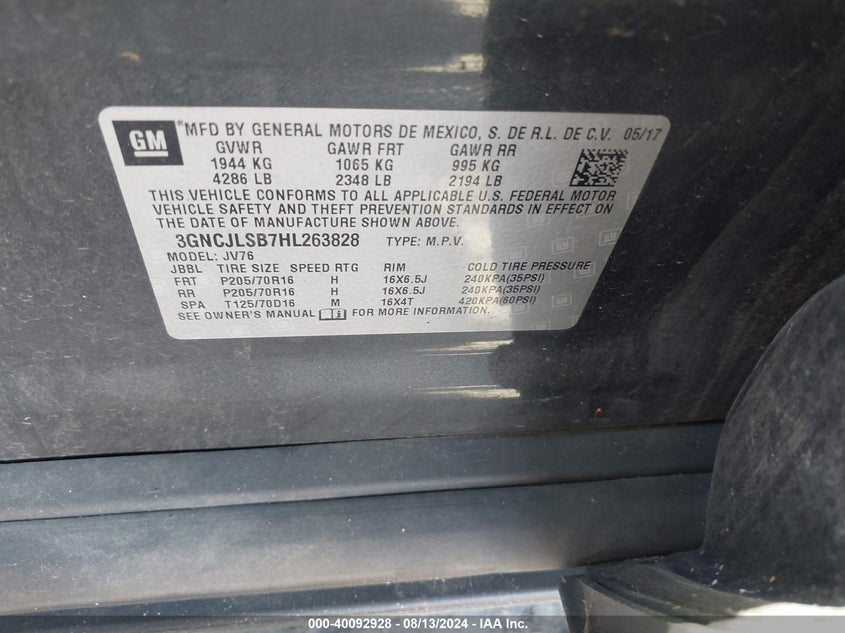 GM ®MFD BY GENERAL MOTORS DE MEXICO, S. DE R.L. DE C.V. 05/17
GVWR GAWR FRT GAWR RR
1944 KG 1065 KG 995 KG
4286 LB 2348 LB 2194 LB
THIS VEHICLE CONFORMS TO ALL APPLICABLE U.S. FEDERAL MOTOR
VEHICLE SAFETY AND THEFT PREVENTION STANDARDS IN EFFECT ON
THE DATE OF MANUFACTURE SHOWN ABOVE.
3GNCJLSB7HL263828 TYPE: M.P.V.
MODEL: JV76
JBBL TIRE SIZE SPEED RTG RIM COLD TIRE PRESSURE
FRT P205/70R16 H 16X6.5J 240KPA(35PSI)
RR P205/70R16 H 16X6.5J 240KPA(35PSI)
SPA T125/70D16 M 16X4T 420KPA(60PSI)
SEE OWNER'S MANUAL FOR MORE INFORMATION.
000-40092928 - 08/13/2024 - IAA Inc.